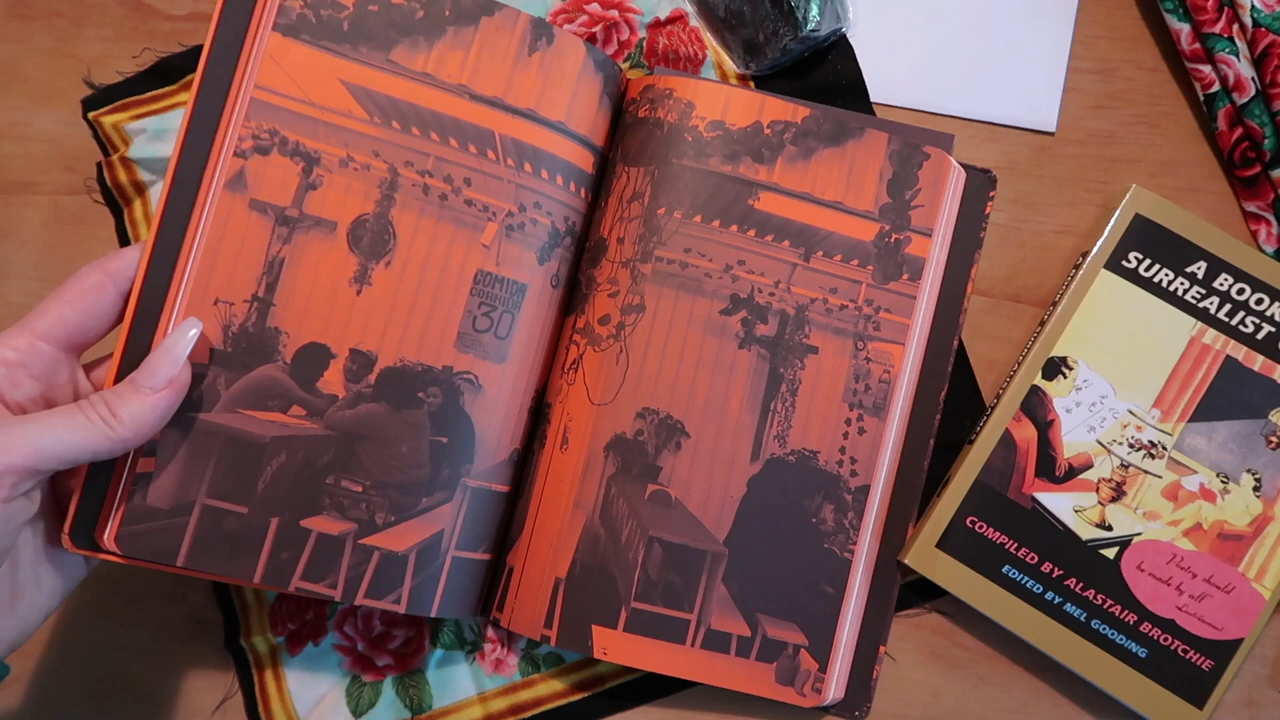 COMIDA
CORRIDA
$30
A BOOK
SURREALIST
COMPILED BY ALASTAIR BROTCHIE
EDITED BY MEL GOODING
Poetry should
be made by all